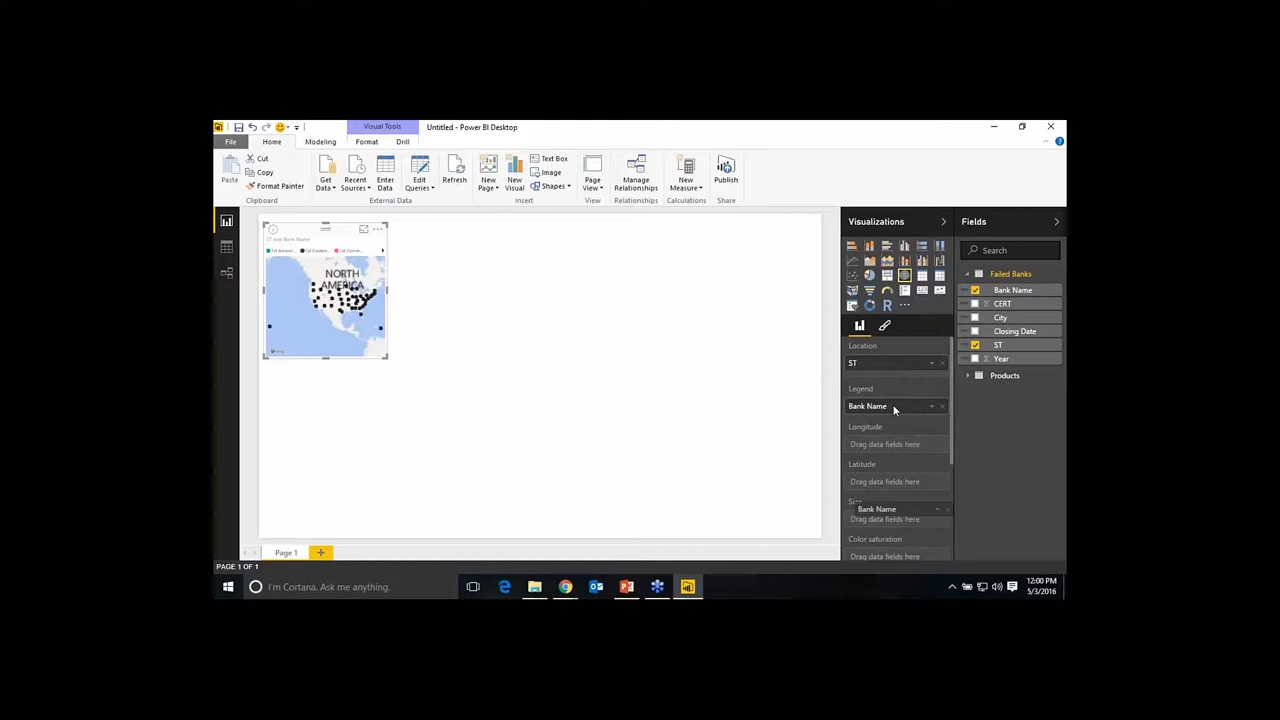 Visual Tools
Untitled - Power BI Desktop
File
Home
Modeling
Format
Drill
Paste
Cut
Copy
Format Painter
Clipboard
Get Data
Recent Sources
Enter Data
Edit Queries
External Data
Refresh
New Page
New Visual
Text Box
Image
Shapes
Insert
Page View
View
Manage Relationships
Relationships
New Measure
Calculations
Publish
Share
ST and Bank Name
NORTH
AMERICA
Page 1
PAGE 1 OF 1
Visualizations
R
Location
ST
Legend
Bank Name
Longitude
Drag data fields here
Latitude
Drag data fields here
Bank Name
Drag data fields here
Color saturation
Drag data fields here
Fields
Search
Failed Banks
Bank Name
Σ CERT
City
Closing Date
ST
Σ Year
Products
I'm Cortana. Ask me anything.
12:00 PM
5/3/2016